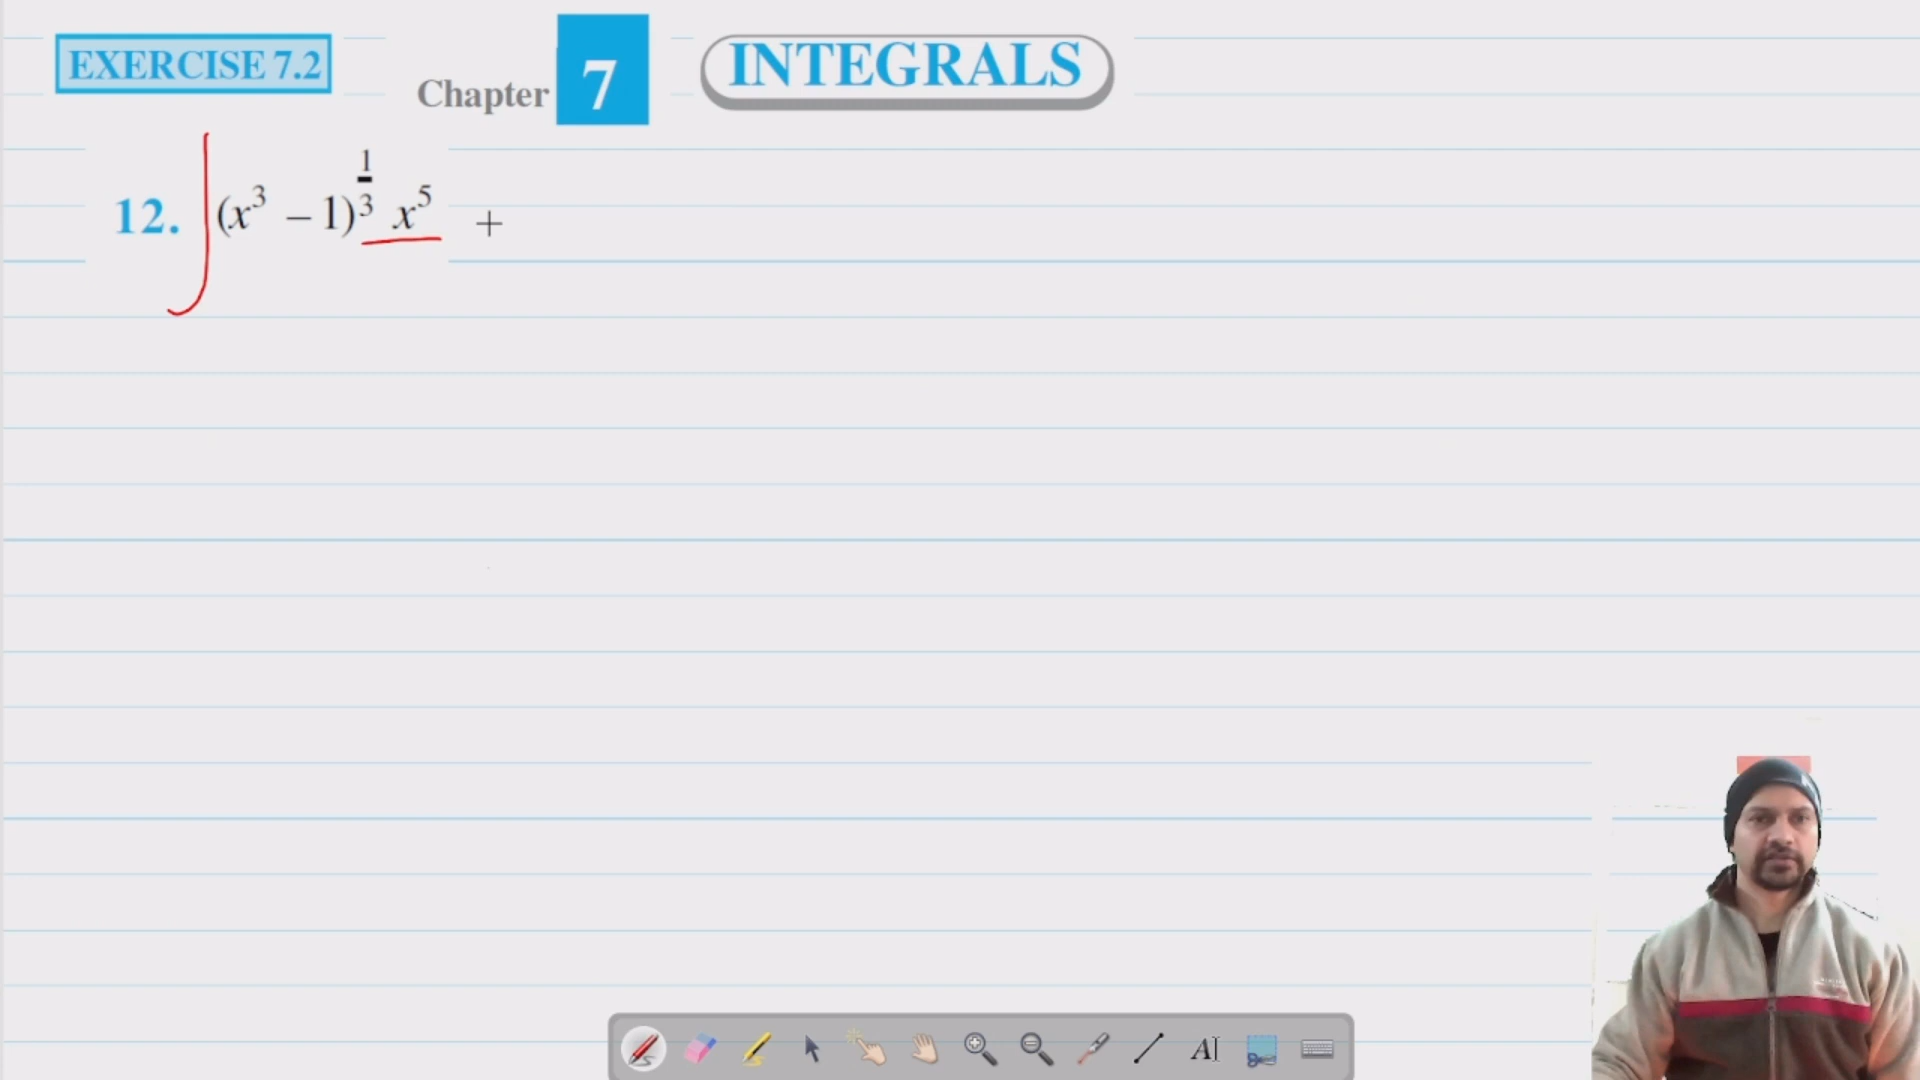 EXERCISE 7.2
Chapter 7
INTEGRALS
12. ∫(x³ – 1)^(1/3) x⁵